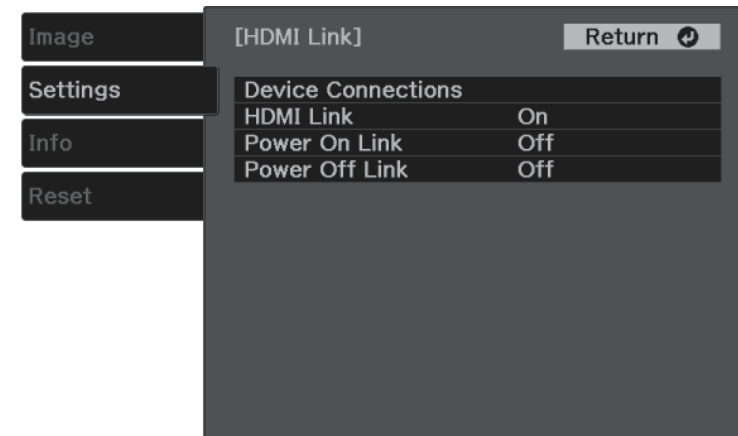 Image
Settings
Info
Reset
[HDMI Link]
Return
Device Connections
HDMI Link On
Power On Link Off
Power Off Link Off